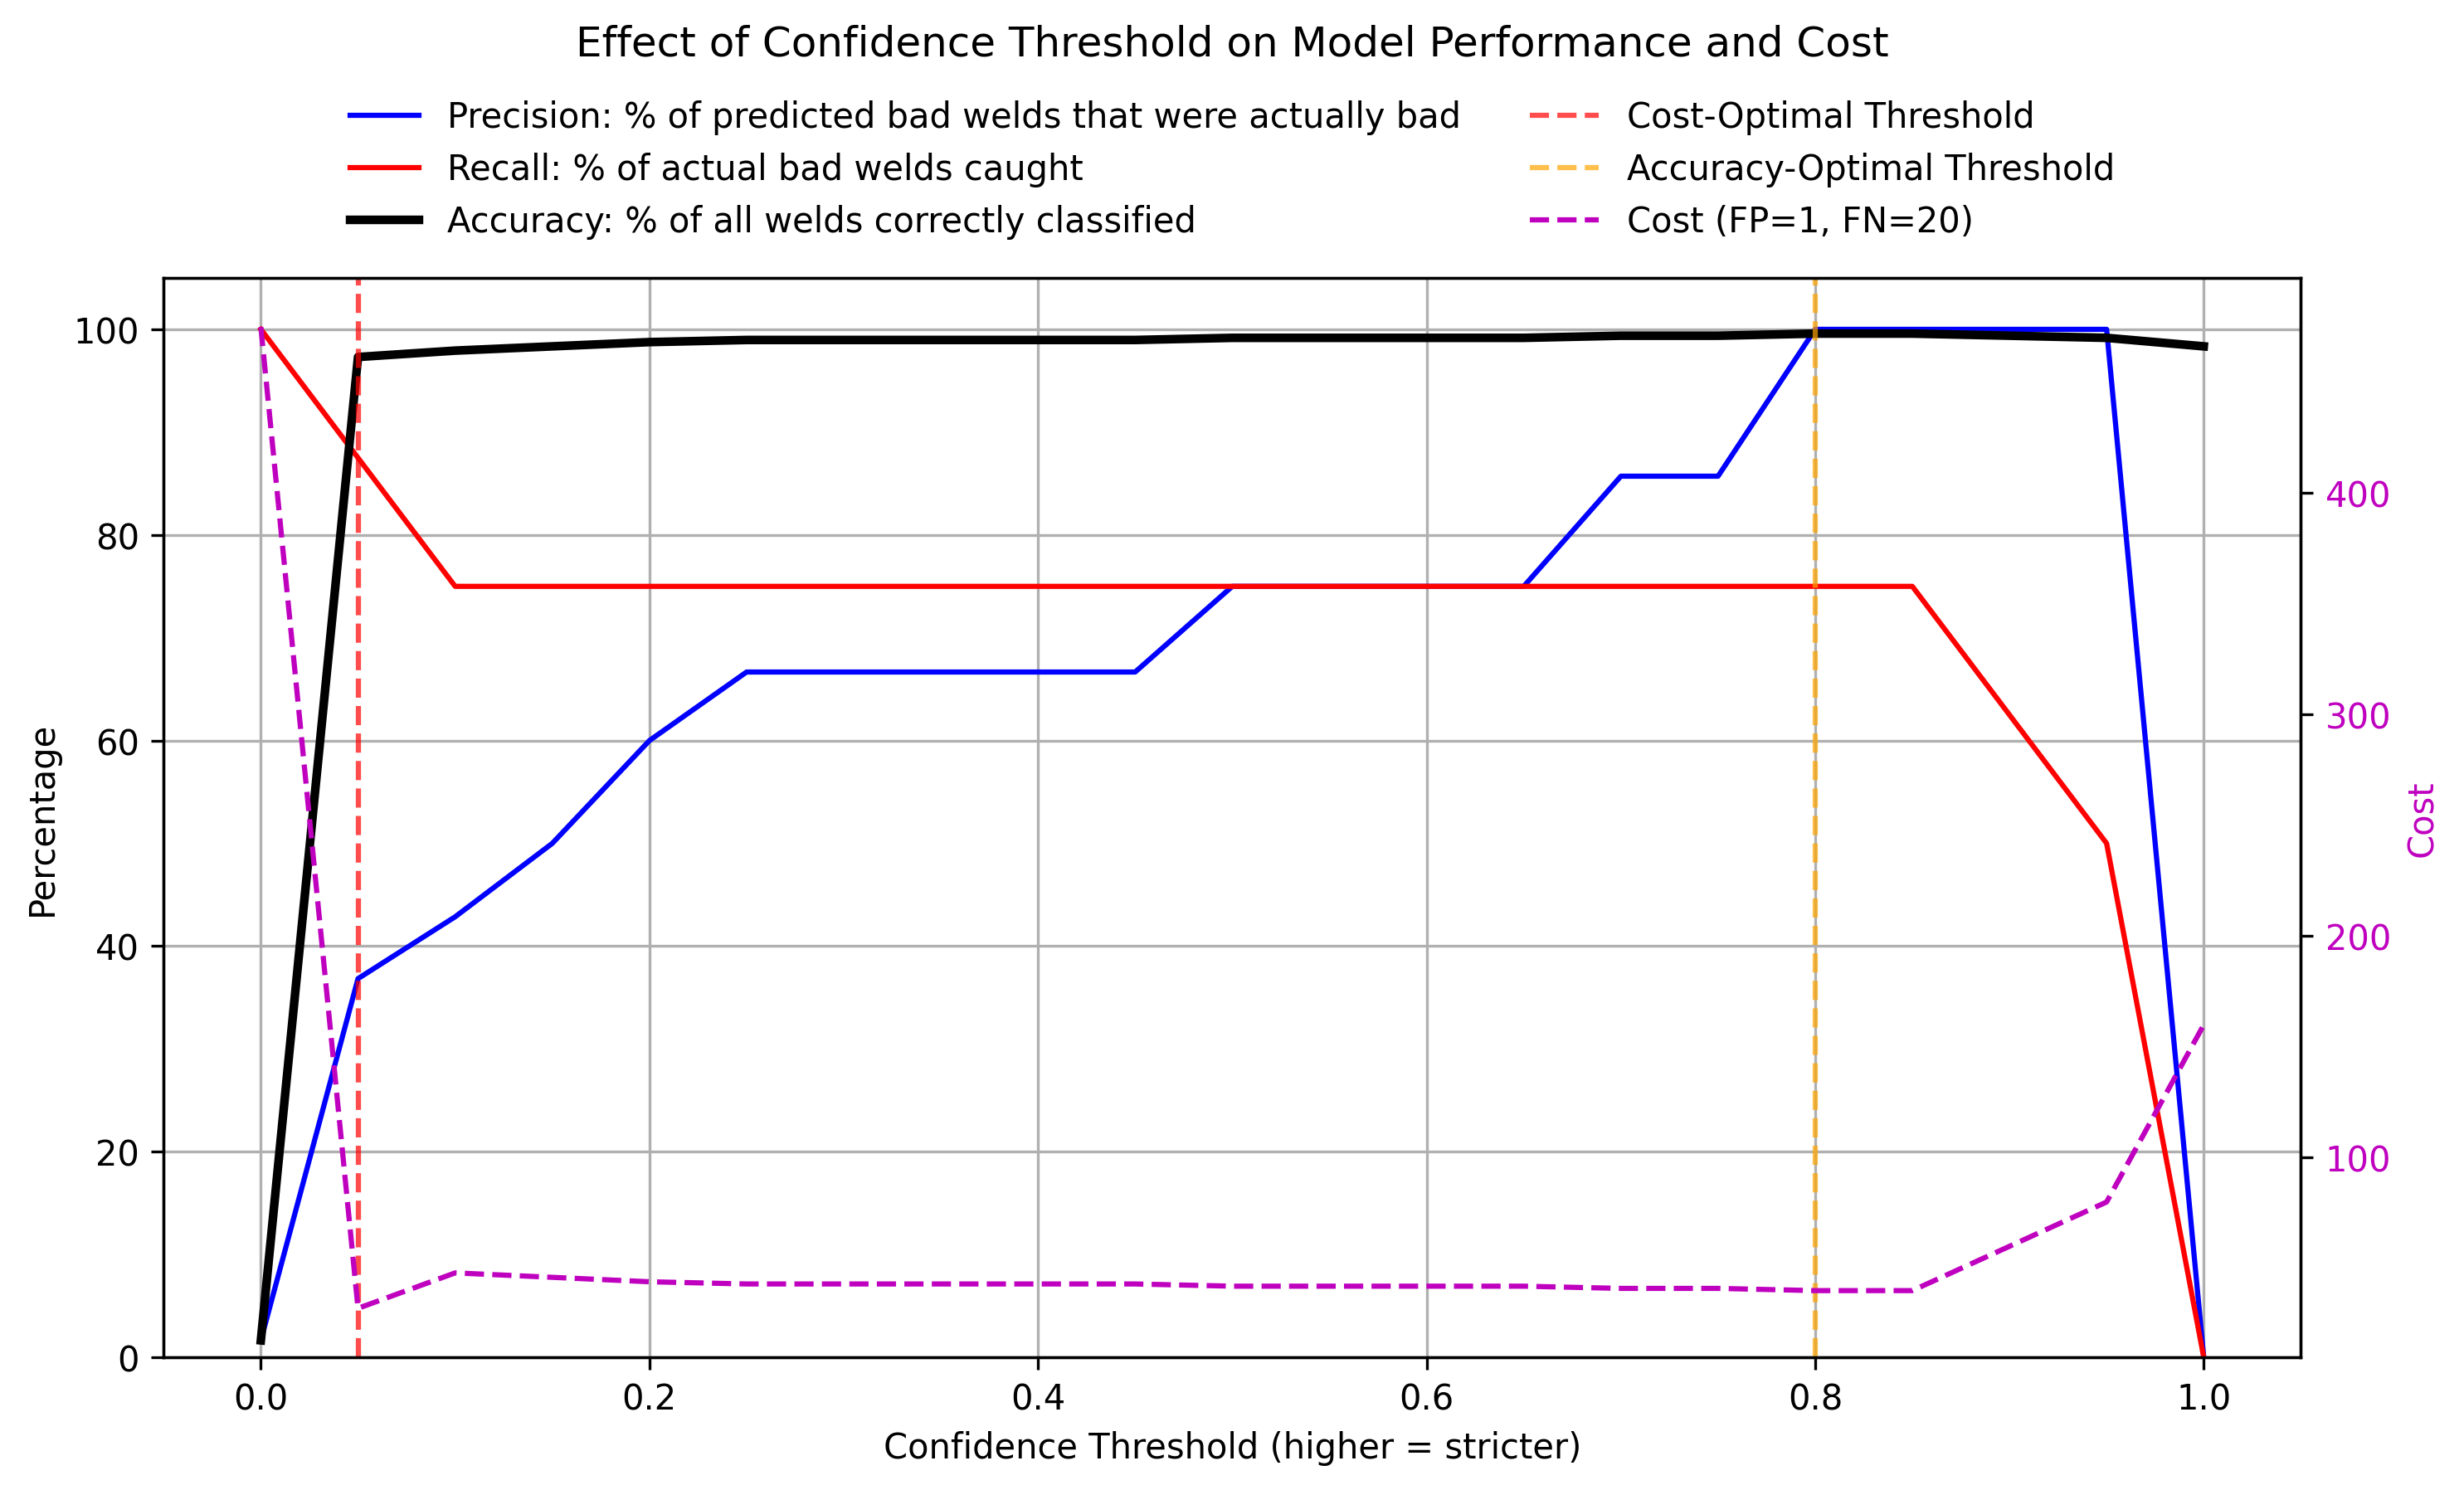 Effect of Confidence Threshold on Model Performance and Cost
Precision: % of predicted bad welds that were actually bad
Recall: % of actual bad welds caught
Accuracy: % of all welds correctly classified
Cost-Optimal Threshold
Accuracy-Optimal Threshold
Cost (FP=1, FN=20)
Percentage
100
80
60
40
20
0
400
300
200
100
Cost
0.0
0.2
0.4
0.6
0.8
1.0
Confidence Threshold (higher = stricter)